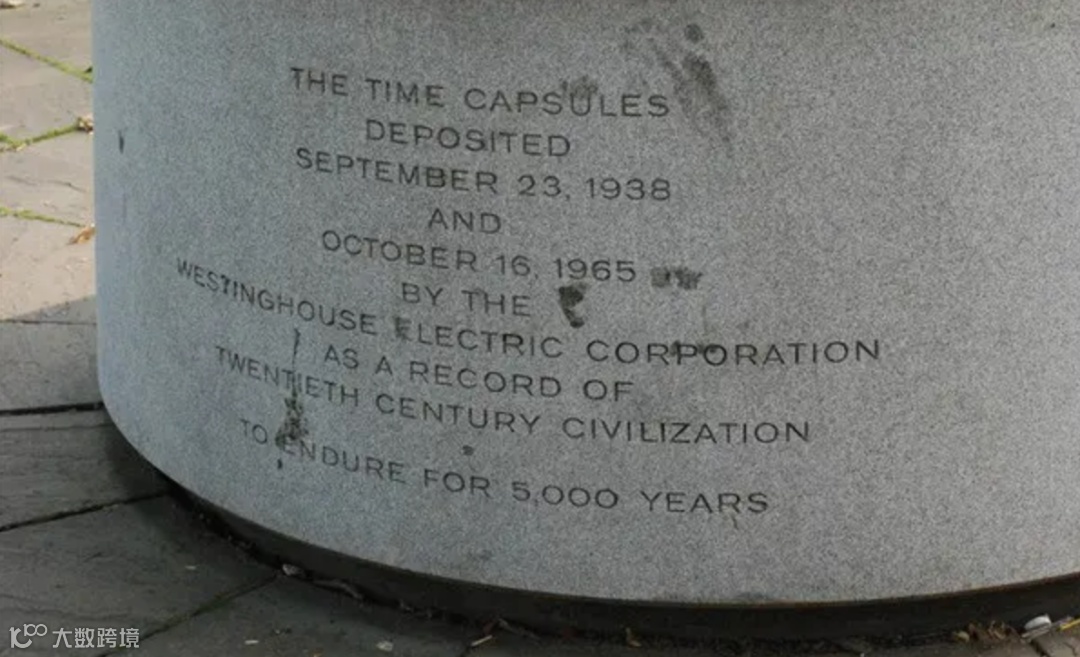 THE TIME CAPSULES
DEPOSITED
SEPTEMBER 23, 1938
AND
OCTOBER 16, 1965
BY THE
WESTINGHOUSE ELECTRIC CORPORATION
AS A RECORD OF
TWENTIETH CENTURY CIVILIZATION
TO ENDURE FOR 5,000 YEARS
大数跨境